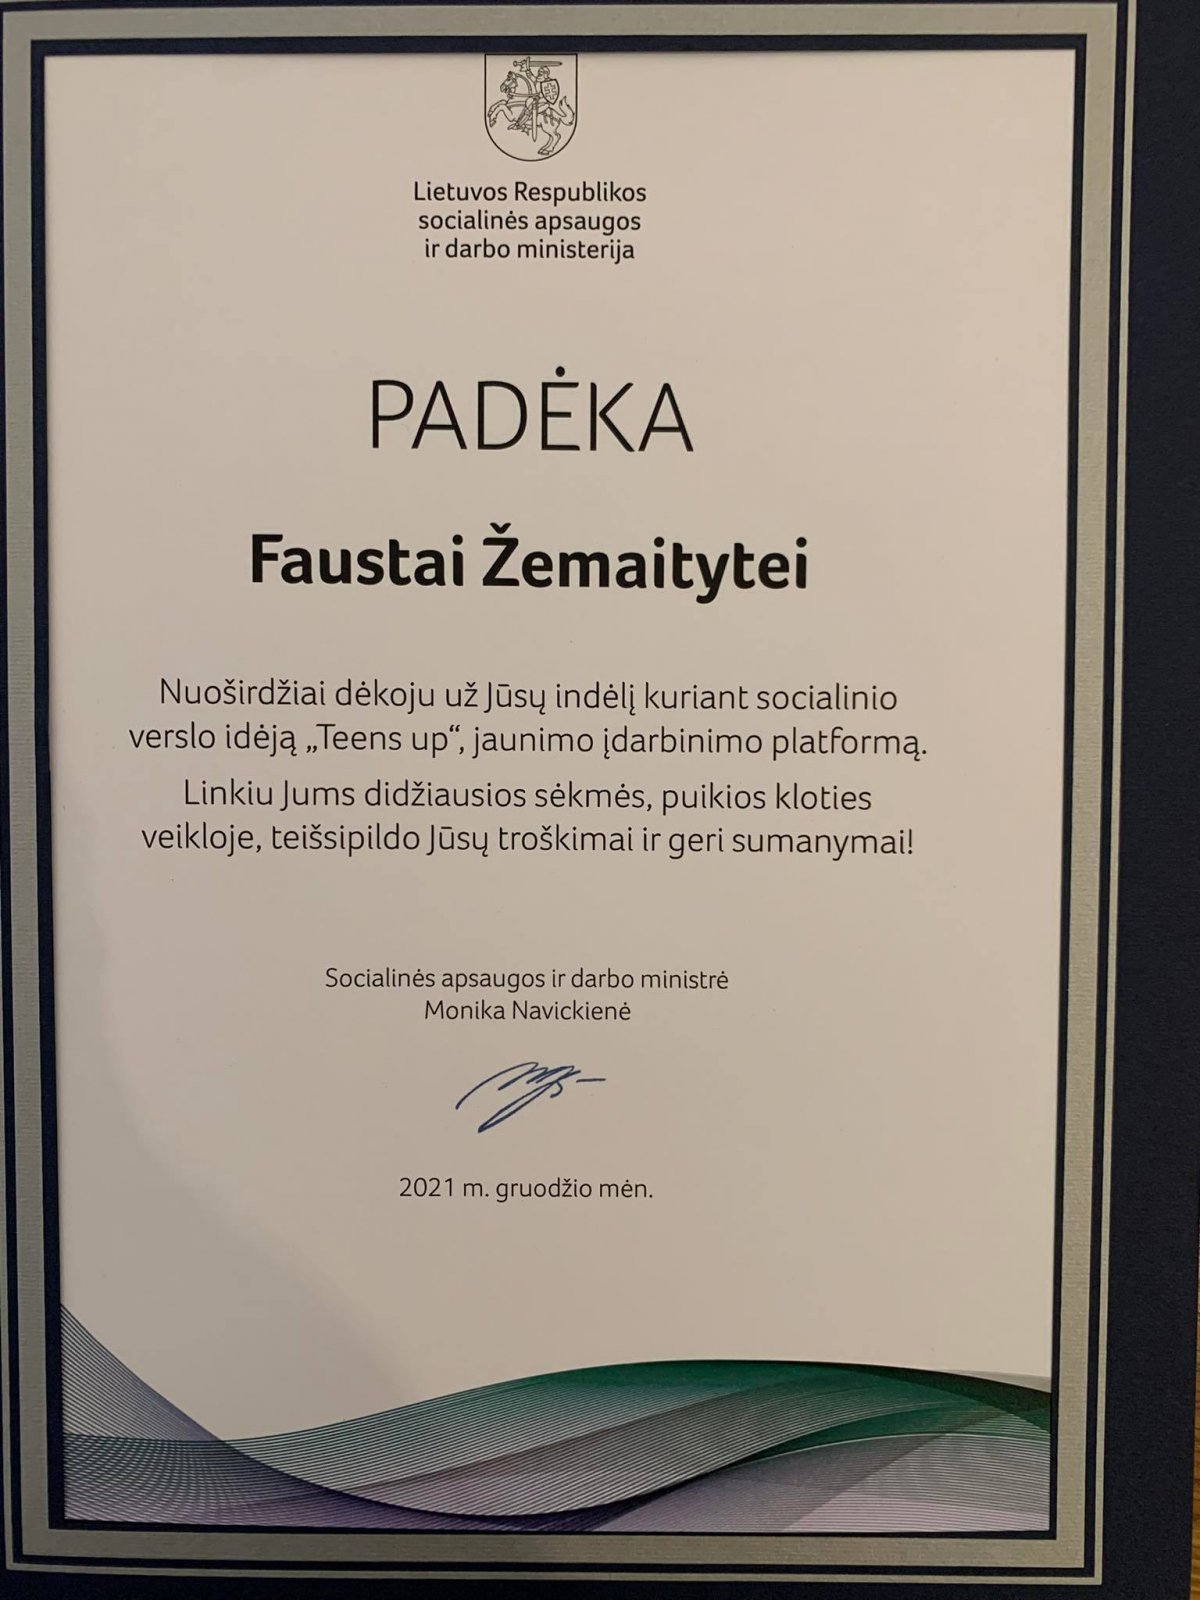 Lietuvos Respublikos
socialinės apsaugos
ir darbo ministerija
PADĖKA
Faustai Žemaitytei
Nuoširdžiai dėkoju už Jūsų indėlį kuriant socialinio
verslo idėją „Teens up“, jaunimo įdarbinimo platformą.
Linkiu Jums didžiausios sėkmės, puikios kloties
veikloje, teišsipildo Jūsų troškimai ir geri sumanymai!
Socialinės apsaugos ir darbo ministrė
Monika Navickienė
2021 m. gruodžio mėn.